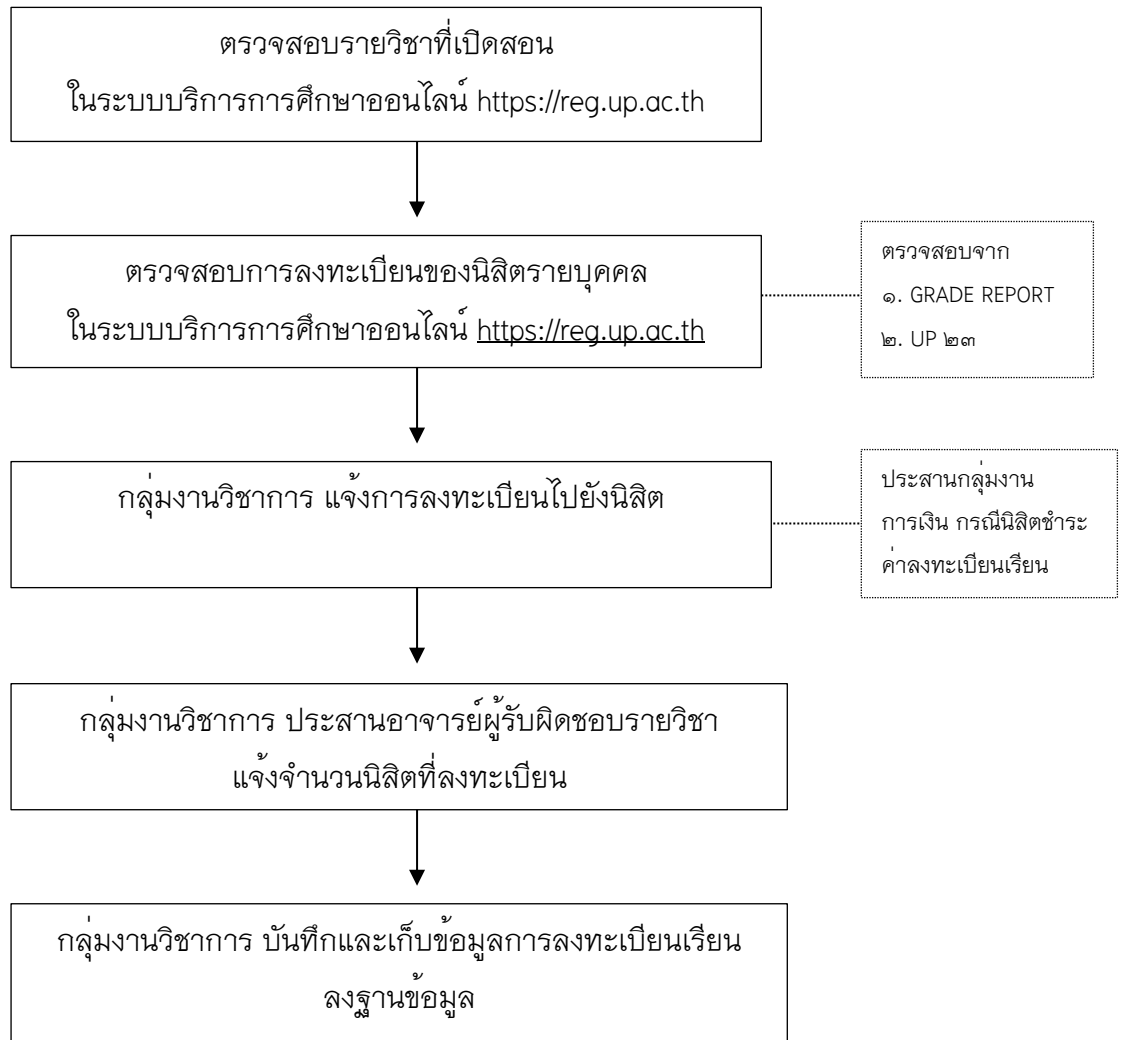 ตรวจสอบรายวิชาที่เปิดสอน
ในระบบบริการการศึกษาออนไลน์ https://reg.up.ac.th
ตรวจสอบการลงทะเบียนของนิสิตรายบุคคล
ในระบบบริการการศึกษาออนไลน์ https://reg.up.ac.th
ตรวจสอบจาก
๑. GRADE REPORT
๒. UP ๒๓
กลุ่มงานวิชาการ แจ้งการลงทะเบียนไปยังนิสิต
ประสานกลุ่มงาน
การเงิน กรณีนิสิตชำระ
ค่าลงทะเบียนเรียน
กลุ่มงานวิชาการ ประสานอาจารย์ผู้รับผิดชอบรายวิชา
แจ้งจำนวนนิสิตที่ลงทะเบียน
กลุ่มงานวิชาการ บันทึกและเก็บข้อมูลการลงทะเบียนเรียน
ลงฐานข้อมูล